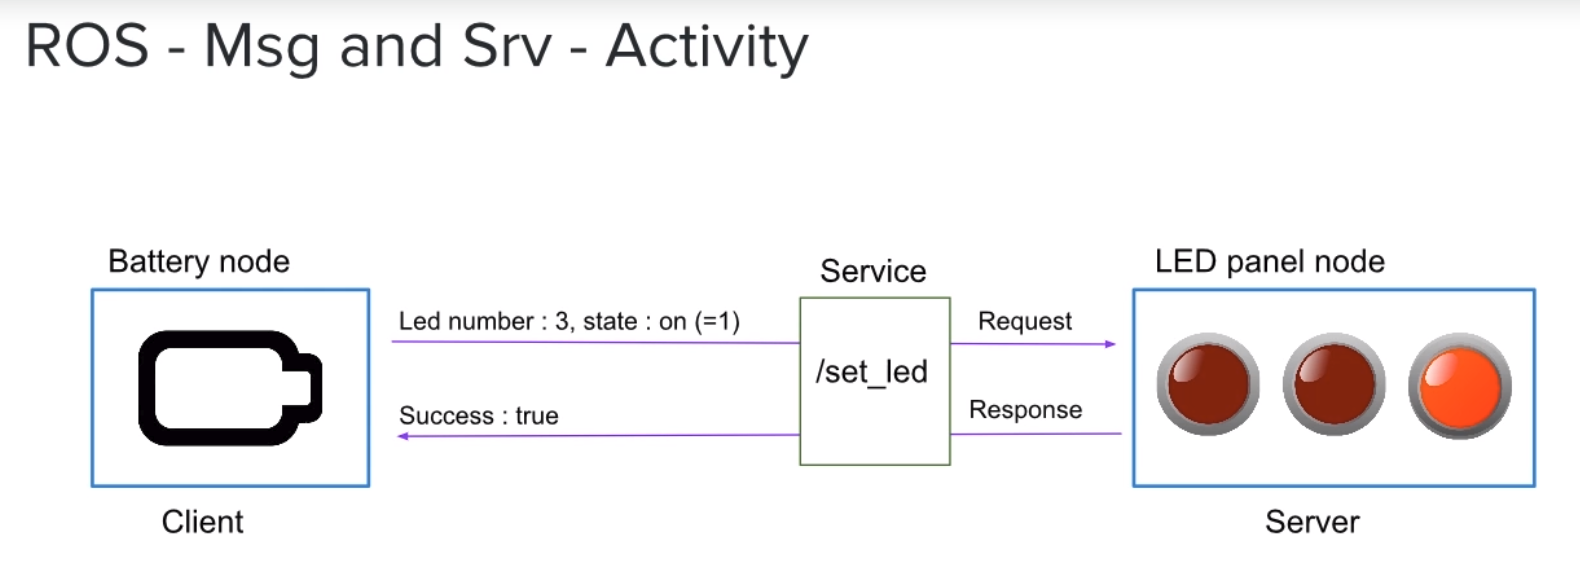 ROS - Msg and Srv - Activity
Battery node
Service
LED panel node
Led number : 3, state : on (=1)
Request
/set_led
Success : true
Response
Client
Server